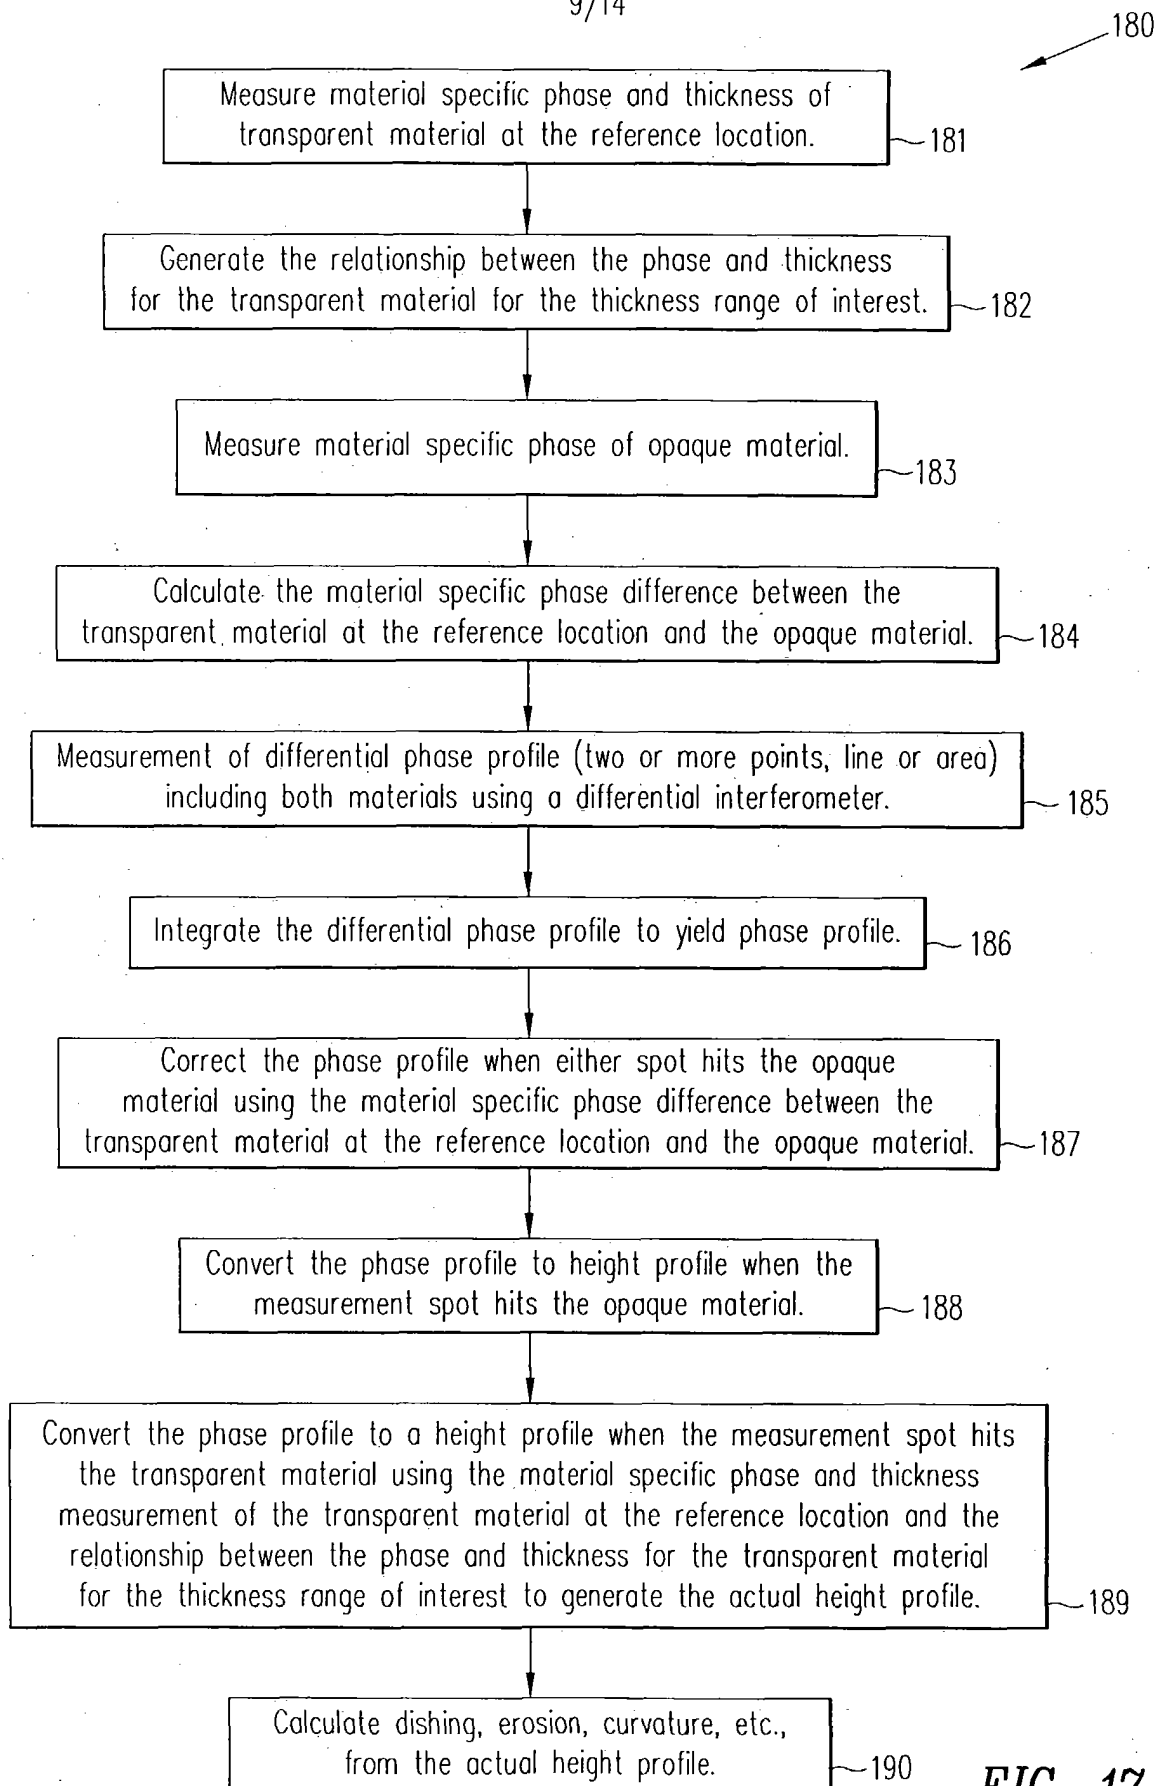 9/14
180
Measure material specific phase and thickness of
transparent material at the reference location.
181
Generate the relationship between the phase and thickness
for the transparent material for the thickness range of interest.
182
Measure material specific phase of opaque material.
183
Calculate the material specific phase difference between the
transparent material at the reference location and the opaque material.
184
Measurement of differential phase profile (two or more points, line or area)
including both materials using a differential interferometer.
185
Integrate the differential phase profile to yield phase profile.
186
Correct the phase profile when either spot hits the opaque
material using the material specific phase difference between the
transparent material at the reference location and the opaque material.
187
Convert the phase profile to height profile when the
measurement spot hits the opaque material.
188
Convert the phase profile to a height profile when the measurement spot hits
the transparent material using the material specific phase and thickness
measurement of the transparent material at the reference location and the
relationship between the phase and thickness for the transparent material
for the thickness range of interest to generate the actual height profile.
189
Calculate dishing, erosion, curvature, etc.,
from the actual height profile.
190
FIG. 17